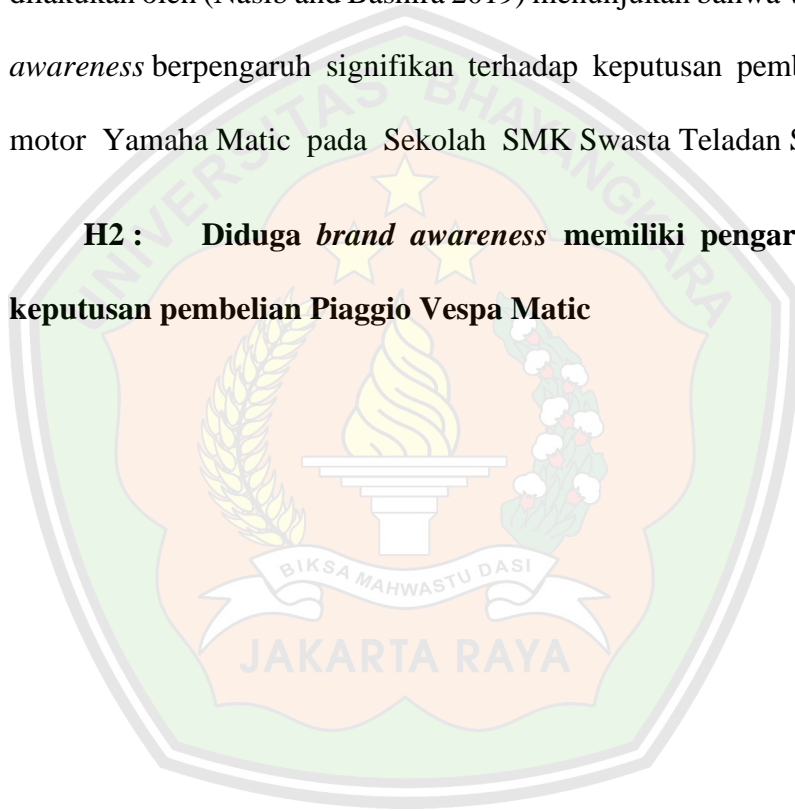 dilakukan oleh (Nasib and Bashira 2019) menunjukan bahwa
awareness berpengaruh signifikan terhadap keputusan
motor Yamaha Matic pada Sekolah SMK Swasta Teladan
H2 : Diduga brand awareness memiliki
keputusan pembelian Piaggio Vespa Matic
UNIVERSITAS BHAYANGKARA
BIKSA MAHWASTU DASI
JAKARTA RAYA